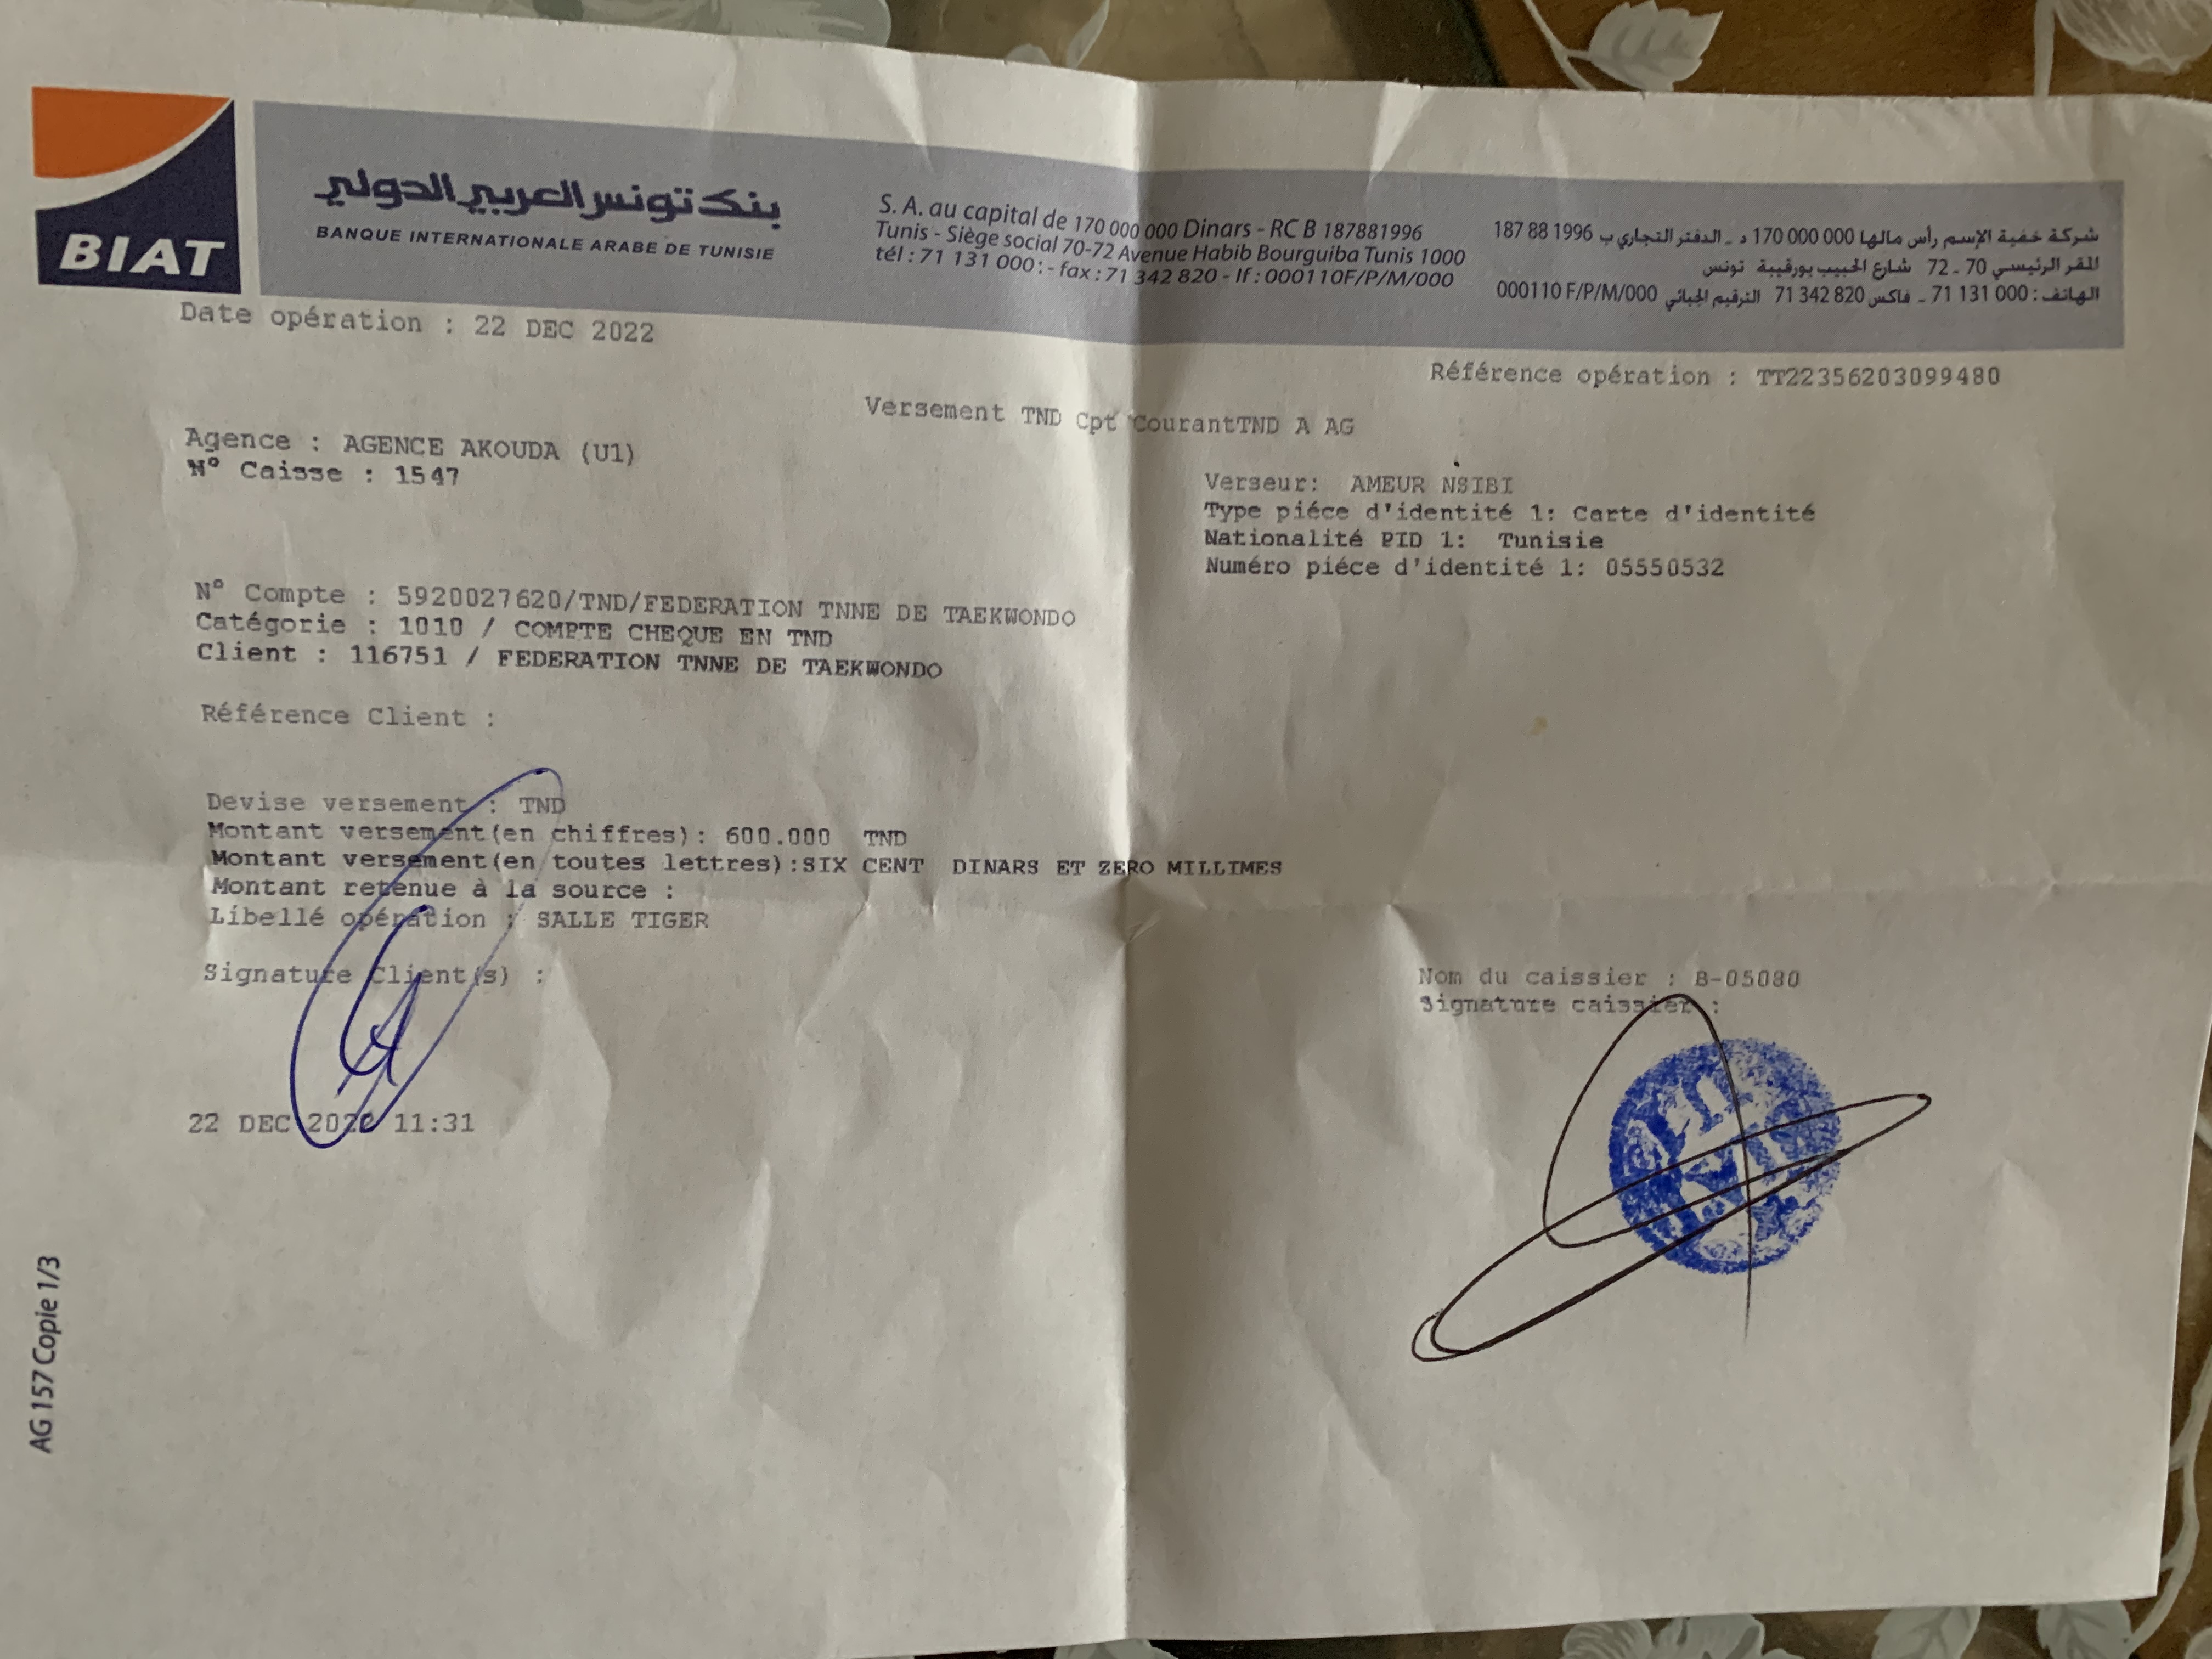 BIAT
بنك تونس العربي الدولي
BANQUE INTERNATIONALE ARABE DE TUNISIE
S. A. au capital de 170 000 000 Dinars - RC B 187881996
Tunis - Siège social 70-72 Avenue Habib Bourguiba Tunis 1000
tél : 71 131 000 : - fax : 71 342 820 - If : 000110F/P/M/000
شركة خفية الإسم رأس مالها 000 000 170 د ـ الدفتر التجاري ب 1996 88 187
المقر الرئيسي 70 ـ 72 شارع الحبيب بورقيبة تونس
الهاتف : 000 131 71 ـ فاكس 820 342 71 الترقيم الجبائي 000110 F/P/M/000
Date opération : 22 DEC 2022
Référence opération : TT22356203099480
Versement TND Cpt CourantTND A AG
Agence : AGENCE AKOUDA (U1)
N° Caisse : 1547
Verseur: AMEUR NSIBI
Type piéce d'identité 1: Carte d'identité
Nationalité PID 1: Tunisie
Numéro piéce d'identité 1: 05550532
N° Compte : 5920027620/TND/FEDERATION TNNE DE TAEKWONDO
Catégorie : 1010 / COMPTE CHEQUE EN TND
Client : 116751 / FEDERATION TNNE DE TAEKWONDO
Référence Client :
Devise versement : TND
Montant versement(en chiffres): 600.000 TND
Montant versement(en toutes lettres):SIX CENT DINARS ET ZERO MILLIMES
Montant retenue à la source :
Libellé opération : SALLE TIGER
Signature Client(s) :
Nom du caissier : B-05080
Signature caissier :
22 DEC 2022 11:31
AG 157 Copie 1/3